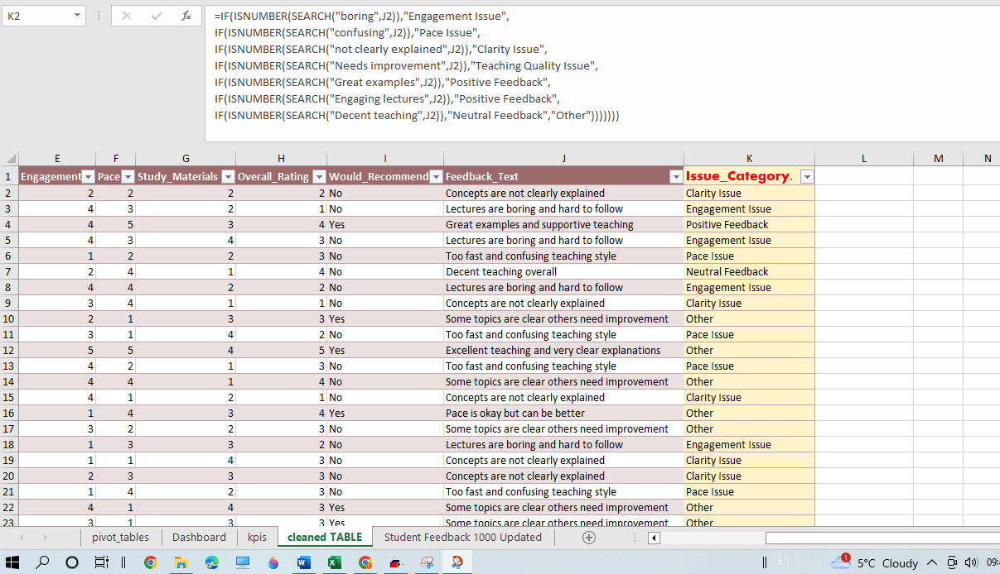 K2
fx
=IF(ISNUMBER(SEARCH("boring",J2)),"Engagement Issue",
IF(ISNUMBER(SEARCH("confusing",J2)),"Pace Issue",
IF(ISNUMBER(SEARCH("not clearly explained",J2)),"Clarity Issue",
IF(ISNUMBER(SEARCH("Needs improvement",J2)),"Teaching Quality Issue",
IF(ISNUMBER(SEARCH("Great examples",J2)),"Positive Feedback",
IF(ISNUMBER(SEARCH("Engaging lectures",J2)),"Positive Feedback",
IF(ISNUMBER(SEARCH("Decent teaching",J2)),"Neutral Feedback","Other")))))))
E F G H I J K L M N
1 Engagement Pace Study_Materials Overall_Rating Would_Recommend Feedback_Text Issue_Category.
2 2 2 2 2 No Concepts are not clearly explained Clarity Issue
3 4 3 2 1 No Lectures are boring and hard to follow Engagement Issue
4 4 5 3 4 Yes Great examples and supportive teaching Positive Feedback
5 4 3 4 3 No Lectures are boring and hard to follow Engagement Issue
6 1 2 2 3 No Too fast and confusing teaching style Pace Issue
7 2 4 1 4 No Decent teaching overall Neutral Feedback
8 4 4 2 2 No Lectures are boring and hard to follow Engagement Issue
9 3 4 1 1 No Concepts are not clearly explained Clarity Issue
10 2 1 3 3 Yes Some topics are clear others need improvement Other
11 3 1 4 2 No Too fast and confusing teaching style Pace Issue
12 5 5 4 5 Yes Excellent teaching and very clear explanations Other
13 4 2 1 3 No Too fast and confusing teaching style Pace Issue
14 4 4 1 4 No Some topics are clear others need improvement Other
15 4 1 2 1 No Concepts are not clearly explained Clarity Issue
16 1 4 3 4 Yes Pace is okay but can be better Other
17 3 2 2 3 No Some topics are clear others need improvement Other
18 1 3 3 2 No Lectures are boring and hard to follow Engagement Issue
19 1 1 4 3 No Concepts are not clearly explained Clarity Issue
20 2 3 3 3 No Concepts are not clearly explained Clarity Issue
21 1 4 2 3 No Too fast and confusing teaching style Pace Issue
22 4 1 4 3 Yes Some topics are clear others need improvement Other
23 3 1 3 3 Yes Some topics are clear others need improvement Other
pivot_tables Dashboard kpis cleaned TABLE Student Feedback 1000 Updated
1 5°C Cloudy EN 09: